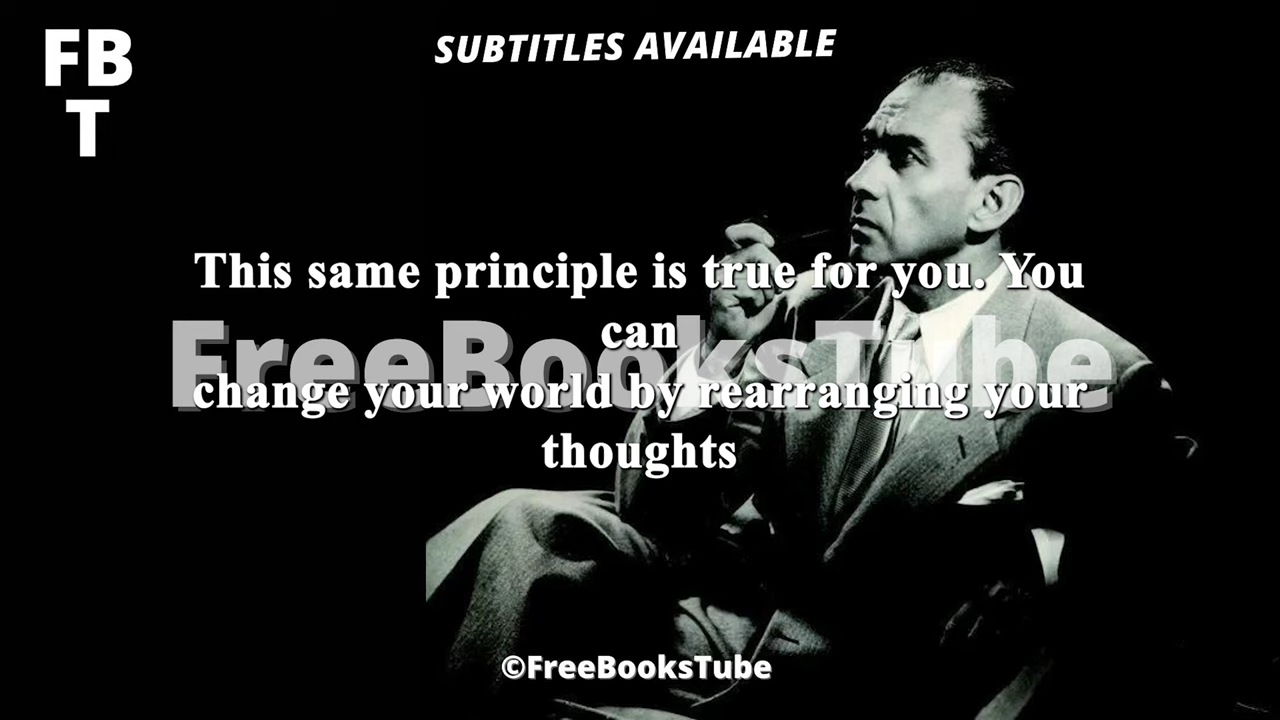 FB
T
SUBTITLES AVAILABLE
This same principle is true for you. You
can
FreeBooksTube
change your world by rearranging your
thoughts
©FreeBooksTube